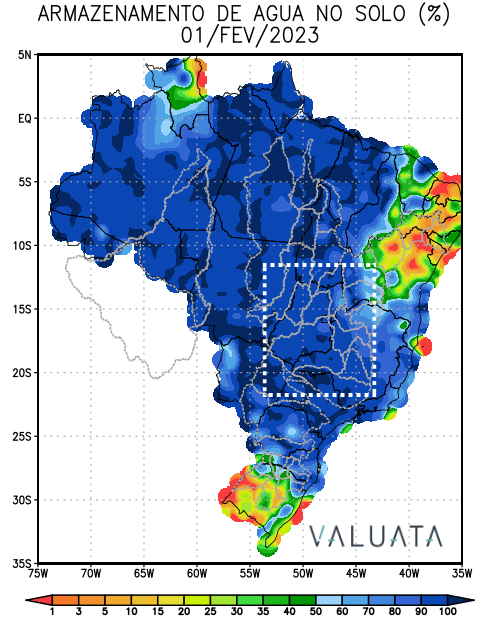 ARMAZENAMENTO DE AGUA NO SOLO (%)
01/FEV/2023
5N
EQ
5S
10S
15S
20S
25S
30S
35S
VALUATA
75W 70W 65W 60W 55W 50W 45W 40W 35W
1 3 5 10 15 20 25 30 35 40 50 60 70 80 90 100